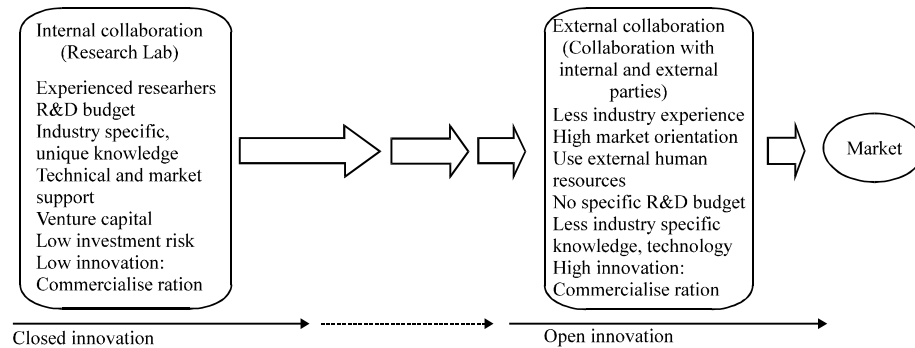 Internal collaboration
(Research Lab)
Experienced researhers
R&D budget
Industry specific,
unique knowledge
Technical and market
support
Venture capital
Low investment risk
Low innovation:
Commercialise ration
External collaboration
(Collaboration with
internal and external
parties)
Less industry experience
High market orientation
Use external human
resources
No specific R&D budget
Less industry specific
knowledge, technology
High innovation:
Commercialise ration
Market
Closed innovation
Open innovation